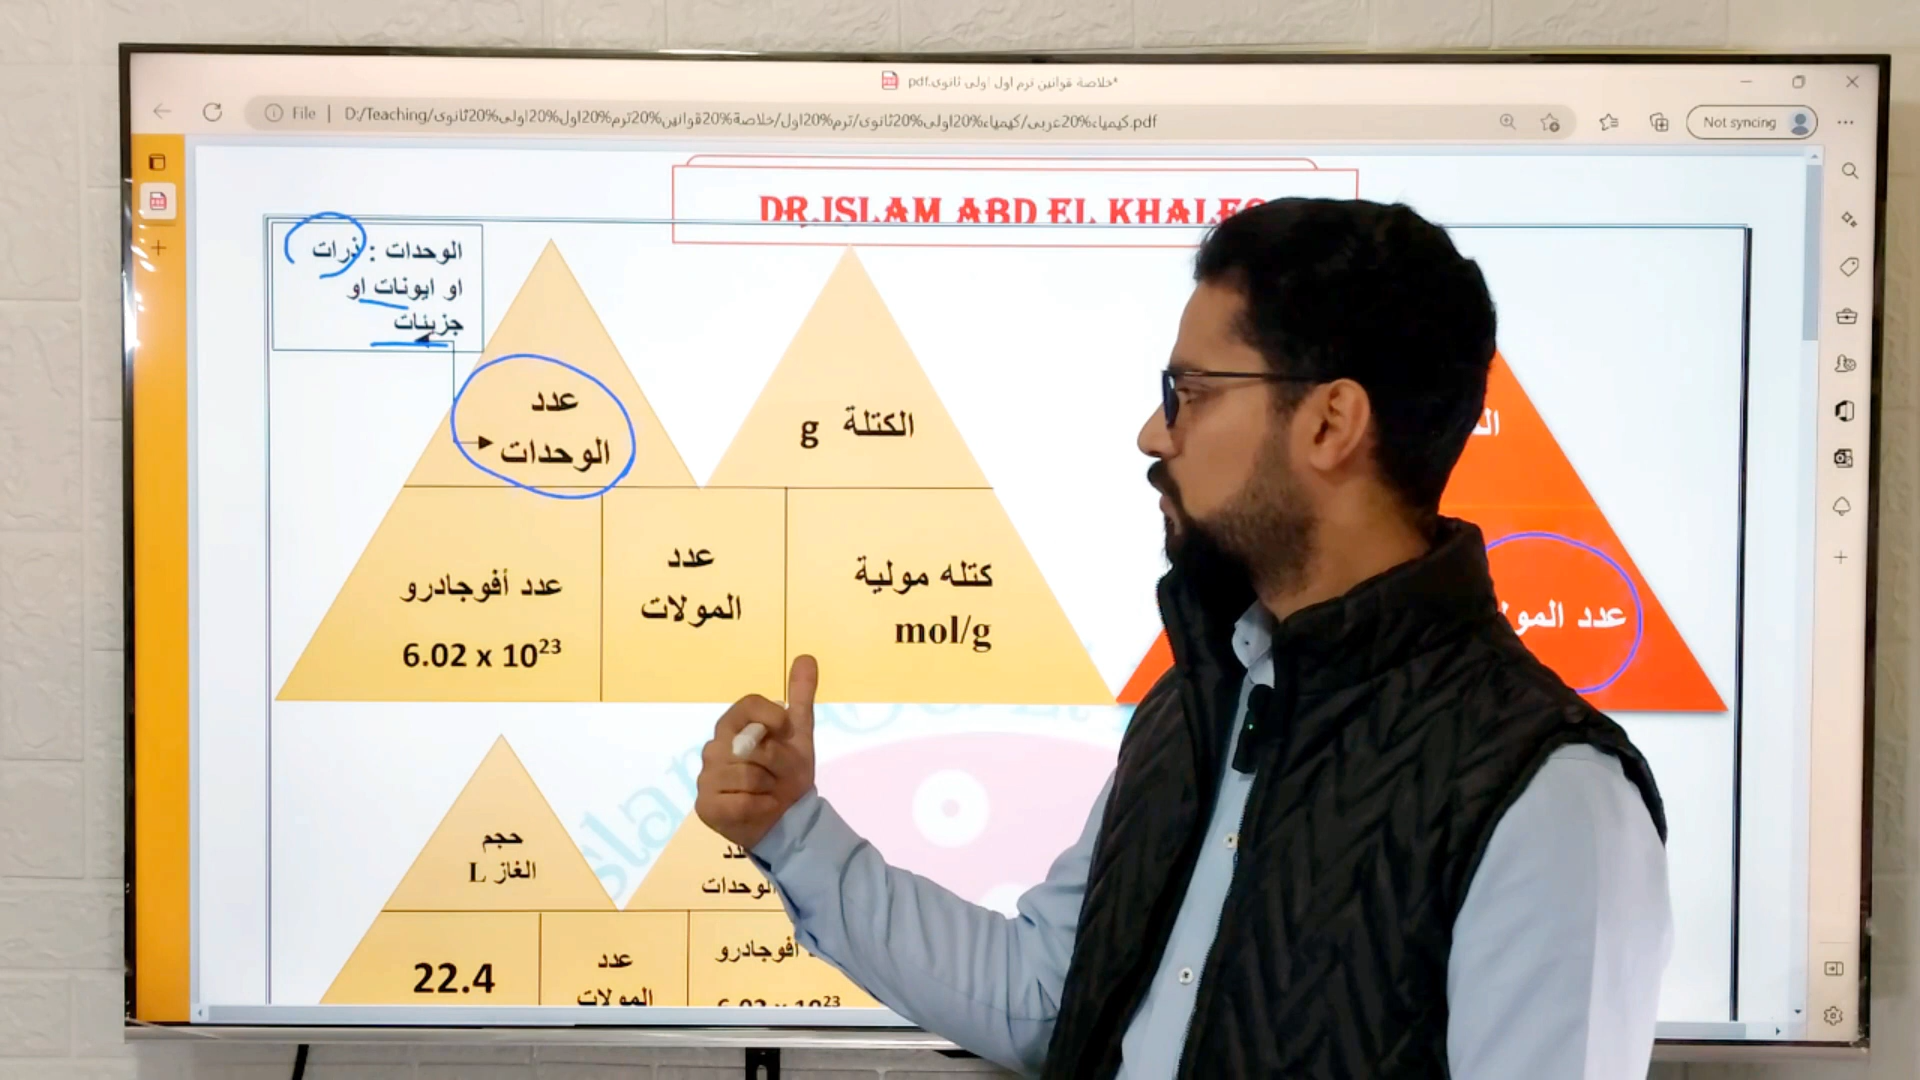 خلاصة قوانين ترم اول اولى ثانوى.pdf*
File
D:/Teaching/كيمياء%20عربى/كيمياء%20اولى%20ثانوى/ترم%20اول/خلاصة%20قوانين%20ترم%20اول%20اولى%20ثانوى.pdf
Not syncing
DR.ISLAM ABD EL
الوحدات : ذرات
او ايونات او
جزيئات
عدد
الوحدات
الكتلة g
عدد أفوجادرو
6.02 x 10²³
عدد
المولات
كتله مولية
mol/g
عدد
حجم
الغاز L
الوحدات
22.4
عدد
المولات
أفوجادرو